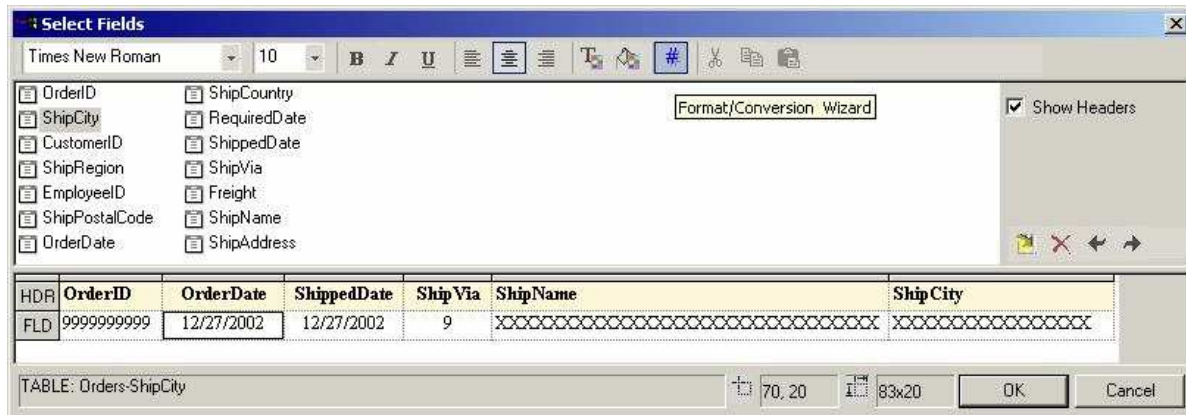 Select Fields
Times New Roman 10 B I U #
OrderID ShipCountry
ShipCity RequiredDate
CustomerID ShippedDate
ShipRegion ShipVia
EmployeeID Freight
ShipPostalCode ShipName
OrderDate ShipAddress
Format/Conversion Wizard
Show Headers
HDR OrderID OrderDate ShippedDate ShipVia ShipName ShipCity
FLD 9999999999 12/27/2002 12/27/2002 9 XXXXXXXXXXXXXXXXXXXXXXXXXXXXXXXXXX XXXXXXXXXXXXXXXXX
TABLE: Orders-ShipCity 70, 20 83x20 OK Cancel